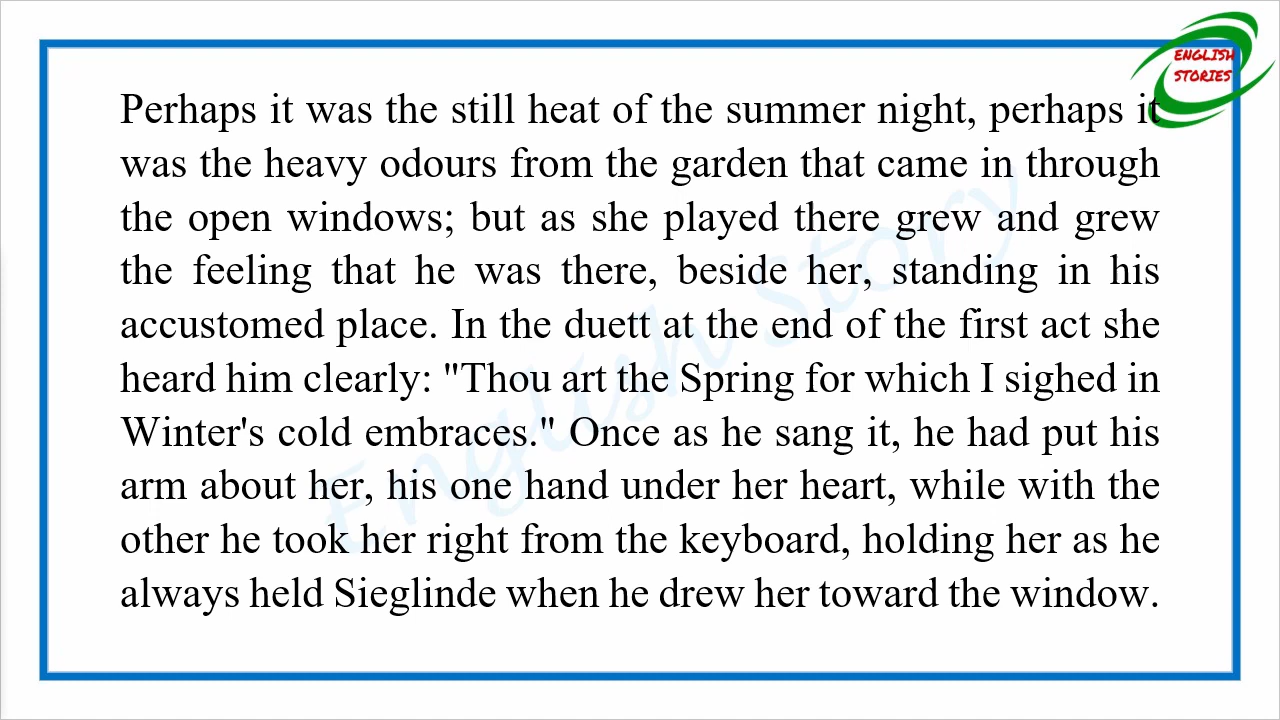 ENGLISH
STORIES
Perhaps it was the still heat of the summer night, perhaps it
was the heavy odours from the garden that came in through
the open windows; but as she played there grew and grew
the feeling that he was there, beside her, standing in his
accustomed place. In the duett at the end of the first act she
heard him clearly: "Thou art the Spring for which I sighed in
Winter's cold embraces." Once as he sang it, he had put his
arm about her, his one hand under her heart, while with the
other he took her right from the keyboard, holding her as he
always held Sieglinde when he drew her toward the window.
English Story